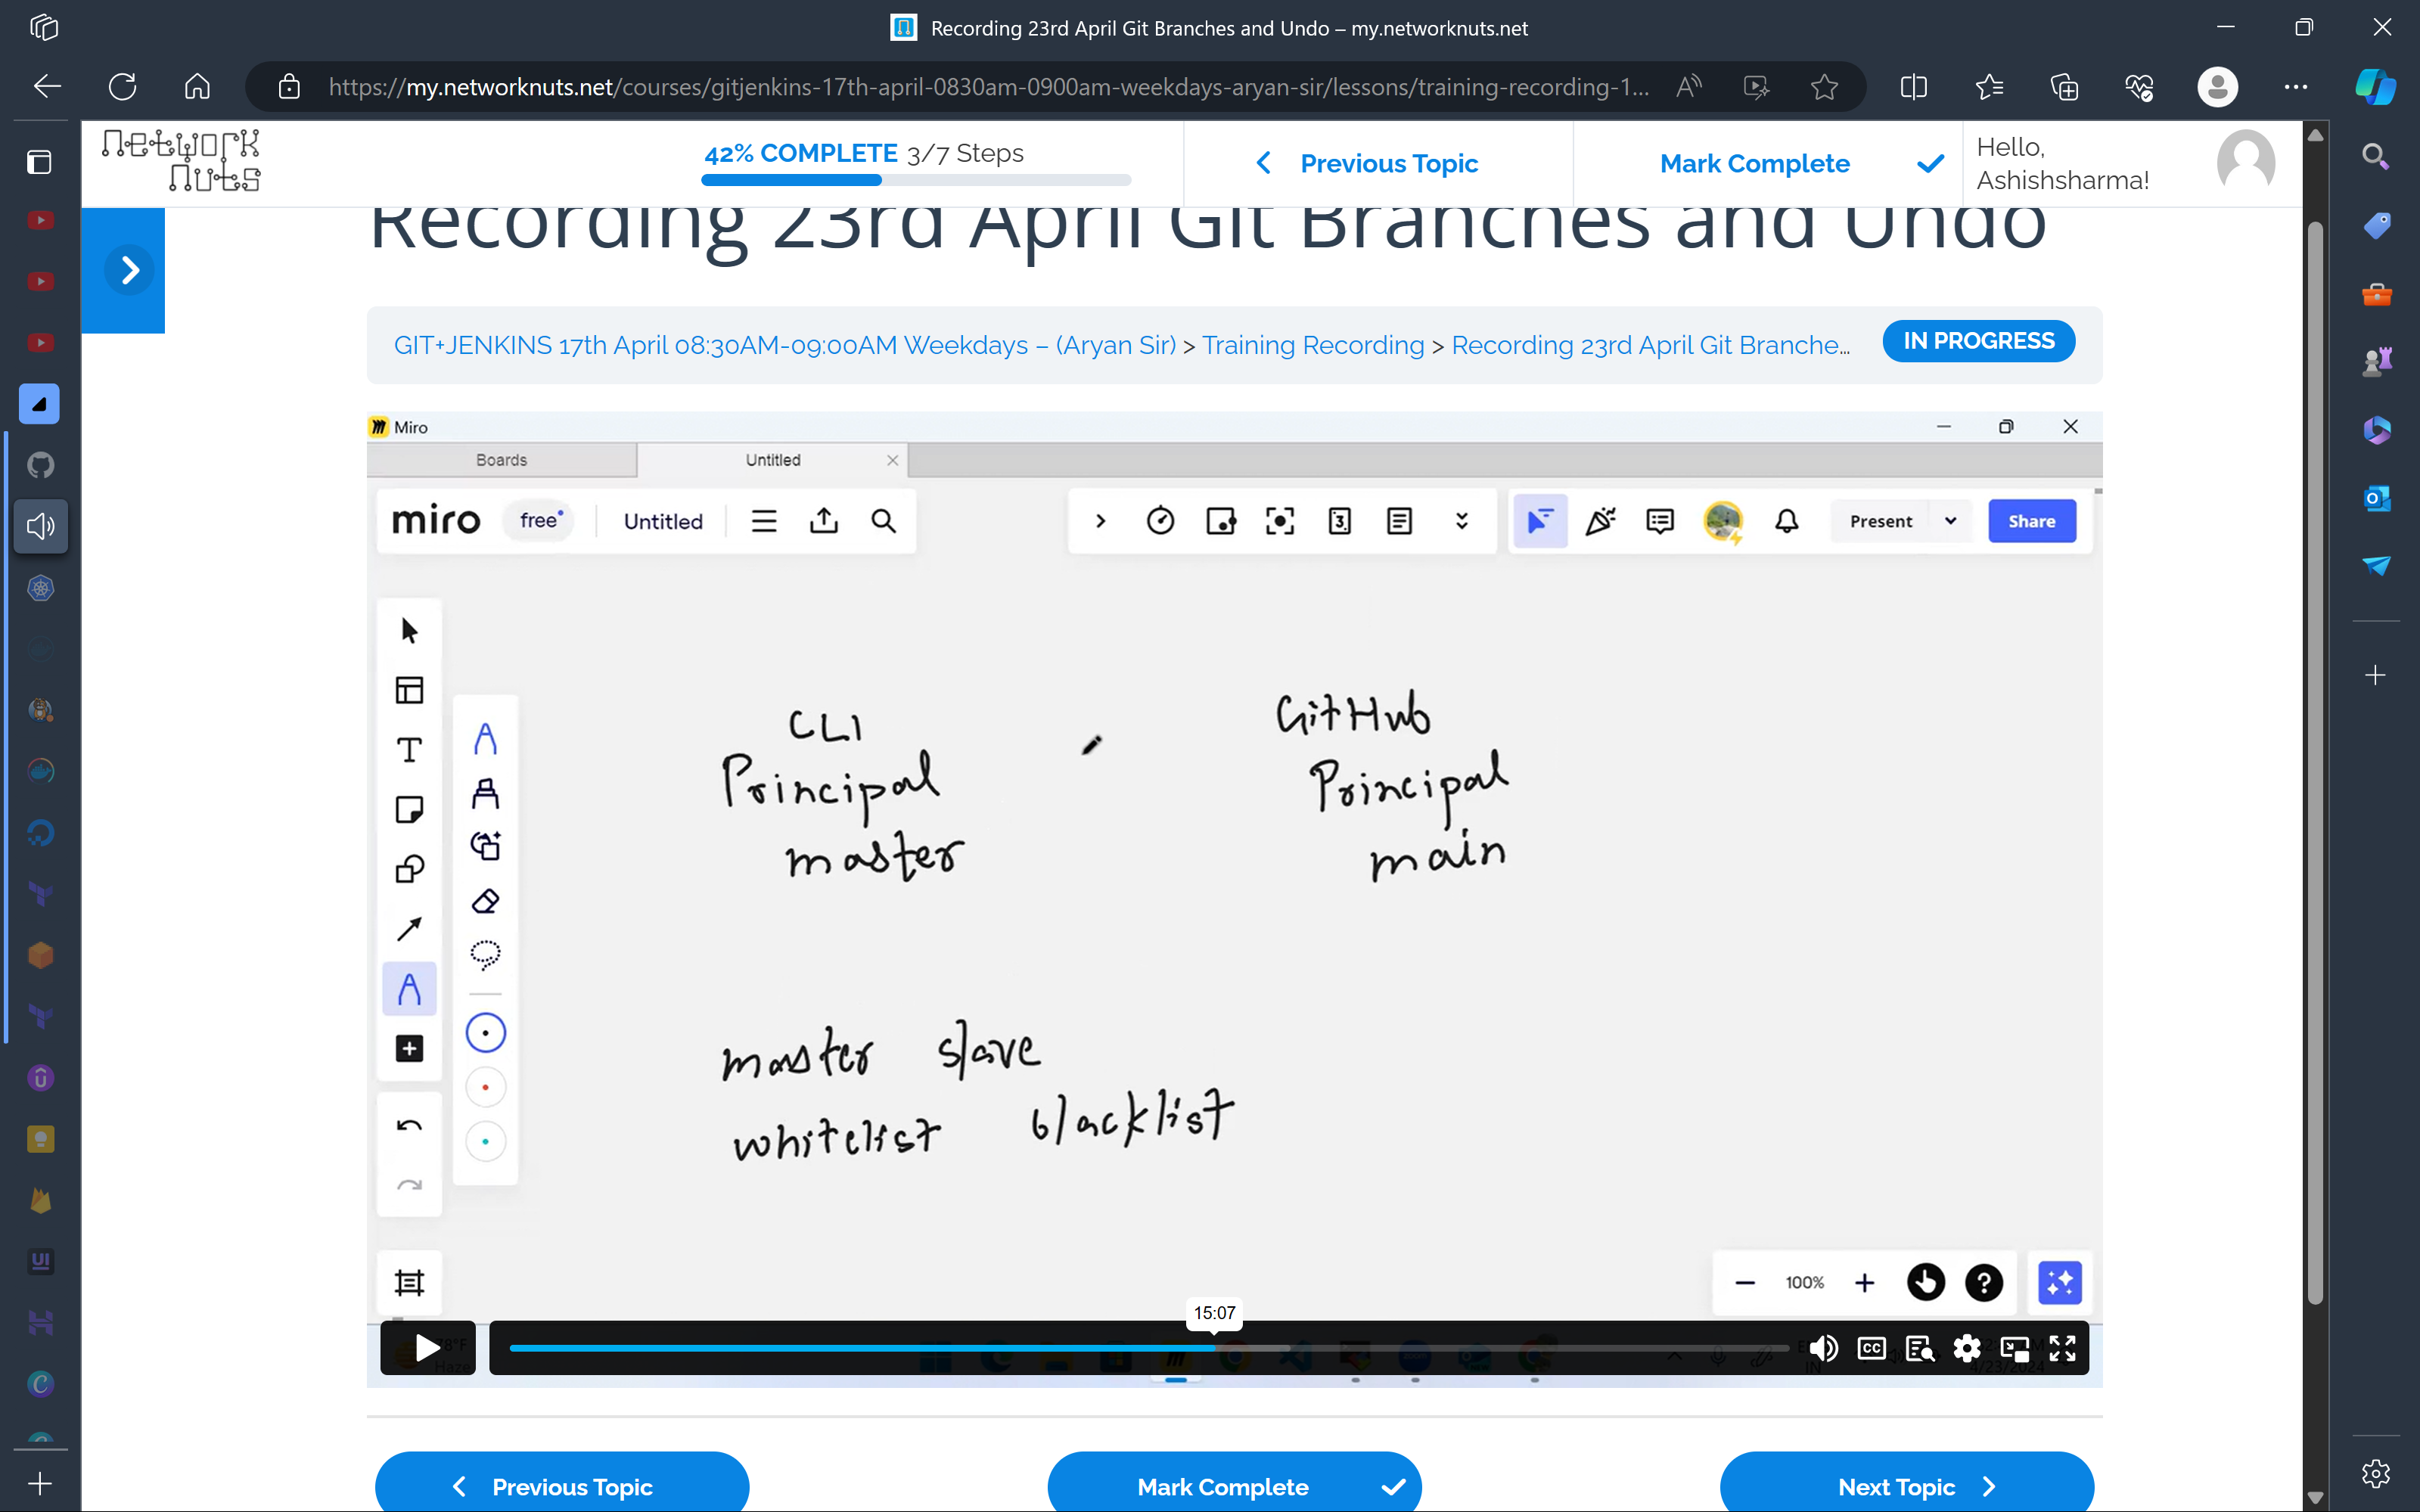 Recording 23rd April Git Branches and Undo – my.networknuts.net
https://my.networknuts.net/courses/gitjenkins-17th-april-0830am-0900am-weekdays-aryan-sir/lessons/training-recording-1...
network nuts
42% COMPLETE 3/7 Steps
Previous Topic
Mark Complete
Hello,
Ashishsharma!
Recording 23rd April Git Branches and Undo
GIT+JENKINS 17th April 08:30AM-09:00AM Weekdays – (Aryan Sir) > Training Recording > Recording 23rd April Git Branche...
IN PROGRESS
Miro
Boards
Untitled
miro
free
Untitled
Present
Share
CLI
Principal
master
GitHub
Principal
main
master slave
whitelist blacklist
100%
15:07
CC
Previous Topic
Mark Complete
Next Topic